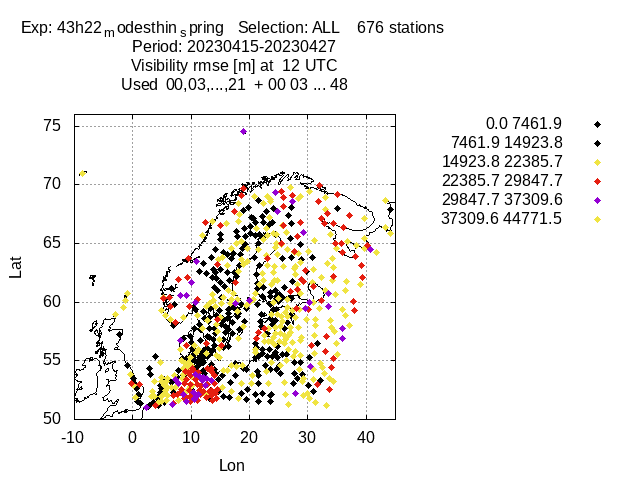 Exp: 43h22_modesthin_spring   Selection: ALL    676 stations
Period: 20230415-20230427
Visibility rmse [m] at  12 UTC
Used  00,03,...,21  + 00 03 ... 48
0.0 7461.9
7461.9 14923.8
14923.8 22385.7
22385.7 29847.7
29847.7 37309.6
37309.6 44771.5
75
70
65
60
55
50
Lat
-10 0 10 20 30 40
Lon